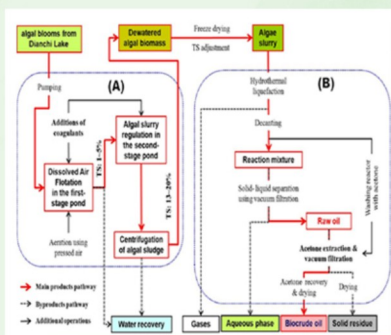 algal blooms from
Dianchi Lake
Dewatered
algal biomass
Freeze drying
TS adjustment
Algae
slurry
(A)
Pumping
Additions of
coagulants
Dissolved Air
Flotation
in the first-
stage pond
Aeration using
pressed air
TS: 1~5%
Algal slurry
regulation in
the second-
stage pond
TS: 13-20%
Centrifugation
of algal sludge
Water recovery
Main products pathway
Byproducts pathway
Additional operations
(B)
Hydrothermal
liquefaction
Decanting
Reaction mixture
Solid-liquid separation
using vacuum
filtration
Washing reactor
with acetone
Raw oil
Acetone extraction &
vacuum filtration
Acetone recovery
& drying
Drying
Gases
Aqueous phase
Biocrude oil
Solid residue